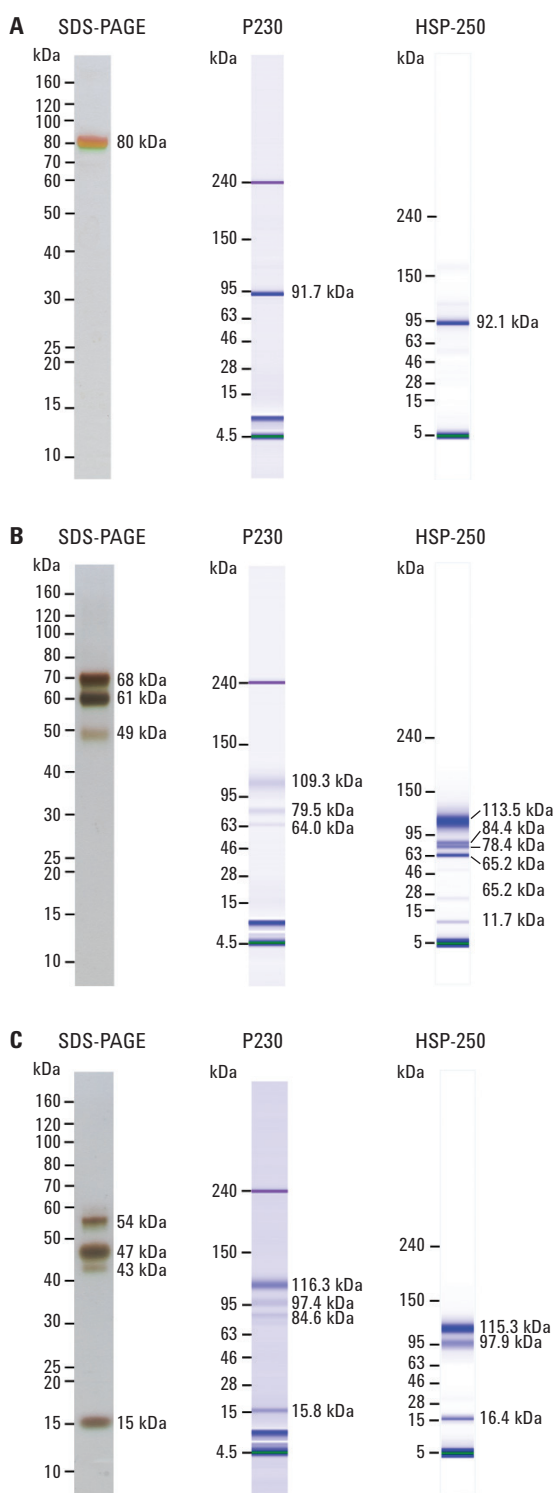 A
SDS-PAGE
P230
HSP-250
kDa
160
120
100
80
70
60
50
40
30
25
20
15
10
80 kDa
240
150
95
63
46
28
15
4.5
91.7 kDa
kDa
kDa
240
150
95
63
46
28
15
5
92.1 kDa
B
SDS-PAGE
P230
HSP-250
kDa
160
120
100
80
70
60
50
40
30
25
20
15
10
68 kDa
61 kDa
49 kDa
kDa
240
150
95
63
46
28
15
4.5
109.3 kDa
79.5 kDa
64.0 kDa
kDa
240
150
95
63
46
28
15
5
113.5 kDa
84.4 kDa
78.4 kDa
65.2 kDa
65.2 kDa
11.7 kDa
C
SDS-PAGE
P230
HSP-250
kDa
160
120
100
80
70
60
50
40
30
25
20
15
10
54 kDa
47 kDa
43 kDa
15 kDa
kDa
240
150
95
63
46
28
15
4.5
116.3 kDa
97.4 kDa
84.6 kDa
15.8 kDa
kDa
240
150
95
63
46
28
15
5
115.3 kDa
97.9 kDa
16.4 kDa